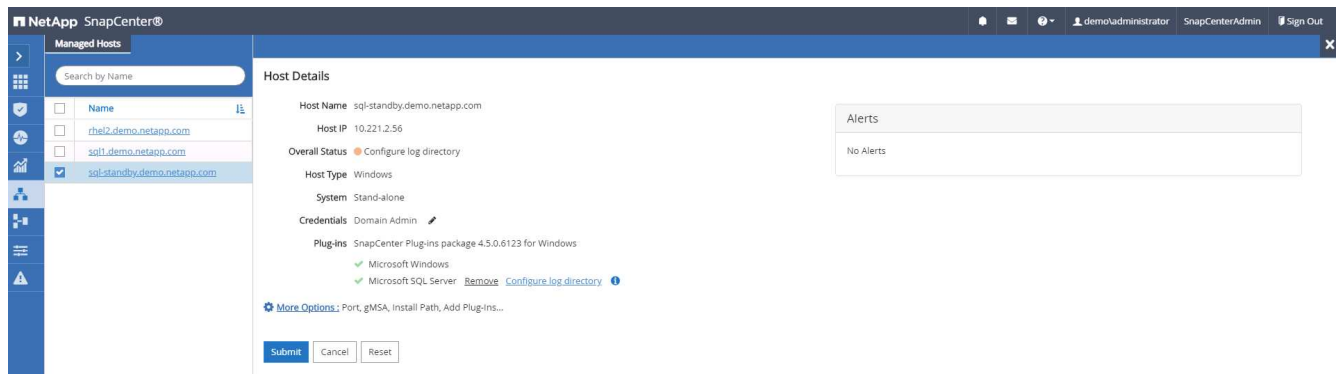 NetApp SnapCenter®
demo\administrator SnapCenterAdmin Sign Out
Managed Hosts
Search by Name
Name
rhel2.demo.netapp.com
sql1.demo.netapp.com
sql-standby.demo.netapp.com
Host Details
Host Name sql-standby.demo.netapp.com
Host IP 10.221.2.56
Overall Status Configure log directory
Host Type Windows
System Stand-alone
Credentials Domain Admin
Plug-ins SnapCenter Plug-ins package 4.5.0.6123 for Windows
Microsoft Windows
Microsoft SQL Server Remove Configure log directory
More Options : Port, gMSA, Install Path, Add Plug-Ins...
Submit Cancel Reset
Alerts
No Alerts